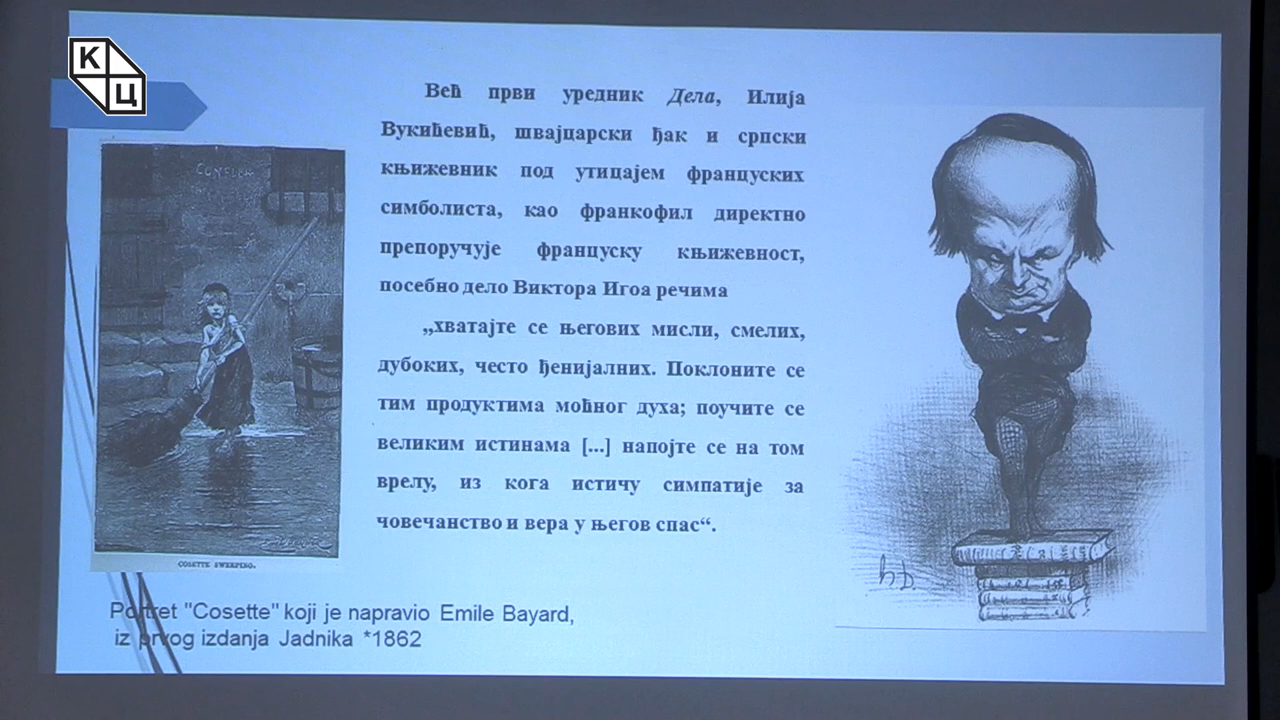 К
Ц
Већ први уредник Дела, Илија
Вукићевић, швајцарски ђак и српски
књижевник под утицајем француских
симболиста, као франкофил директно
препоручује француску књижевност,
посебно дело Виктора Игоа речима
„хватајте се његових мисли, смелих,
дубоких, често ђенијалних. Поклоните се
тим продуктима моћног духа; поучите се
великим истинама [...] напојте се на том
врелу, из кога истичу симпатије за
човечанство и вера у његов спас“.
COSETTE SWEEPING.
Portret "Cosette" koji je napravio Emile Bayard,
iz prvog izdanja Jadnika *1862